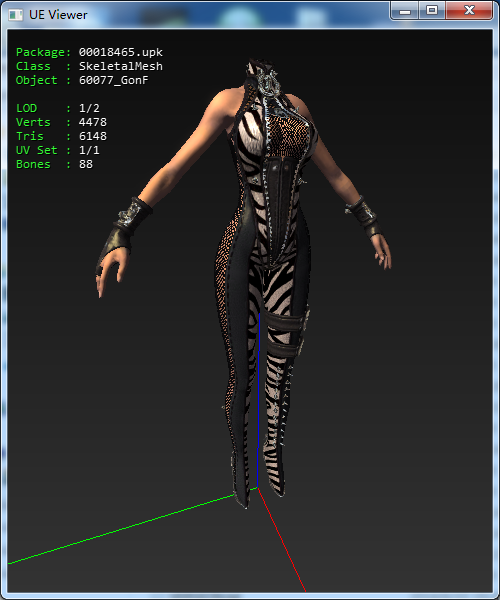 UE Viewer
Package: 00018465.upk
Class : SkeletalMesh
Object : 60077_GonF
LOD : 1/2
Verts : 4478
Tris : 6148
UV Set : 1/1
Bones : 88